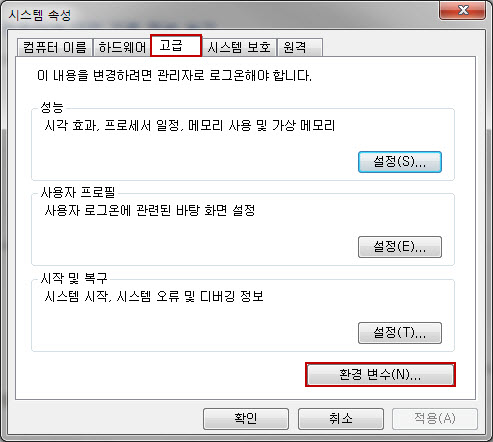 시스템 속성
컴퓨터 이름 하드웨어 고급 시스템 보호 원격
이 내용을 변경하려면 관리자로 로그온해야 합니다.
성능
시각 효과, 프로세서 일정, 메모리 사용 및 가상 메모리
설정(S)...
사용자 프로필
사용자 로그온에 관련된 바탕 화면 설정
설정(E)...
시작 및 복구
시스템 시작, 시스템 오류 및 디버깅 정보
설정(T)...
환경 변수(N)...
확인 취소 적용(A)